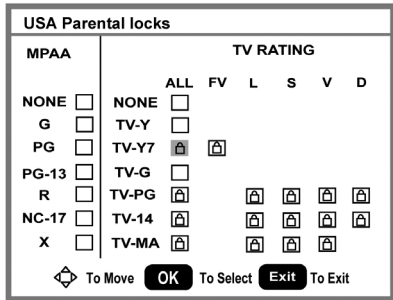 USA Parental locks
MPAA TV RATING
ALL FV L S V D
NONE NONE
G TV-Y
PG TV-Y7
PG-13 TV-G
R TV-PG
NC-17 TV-14
X TV-MA
To Move OK To Select Exit To Exit